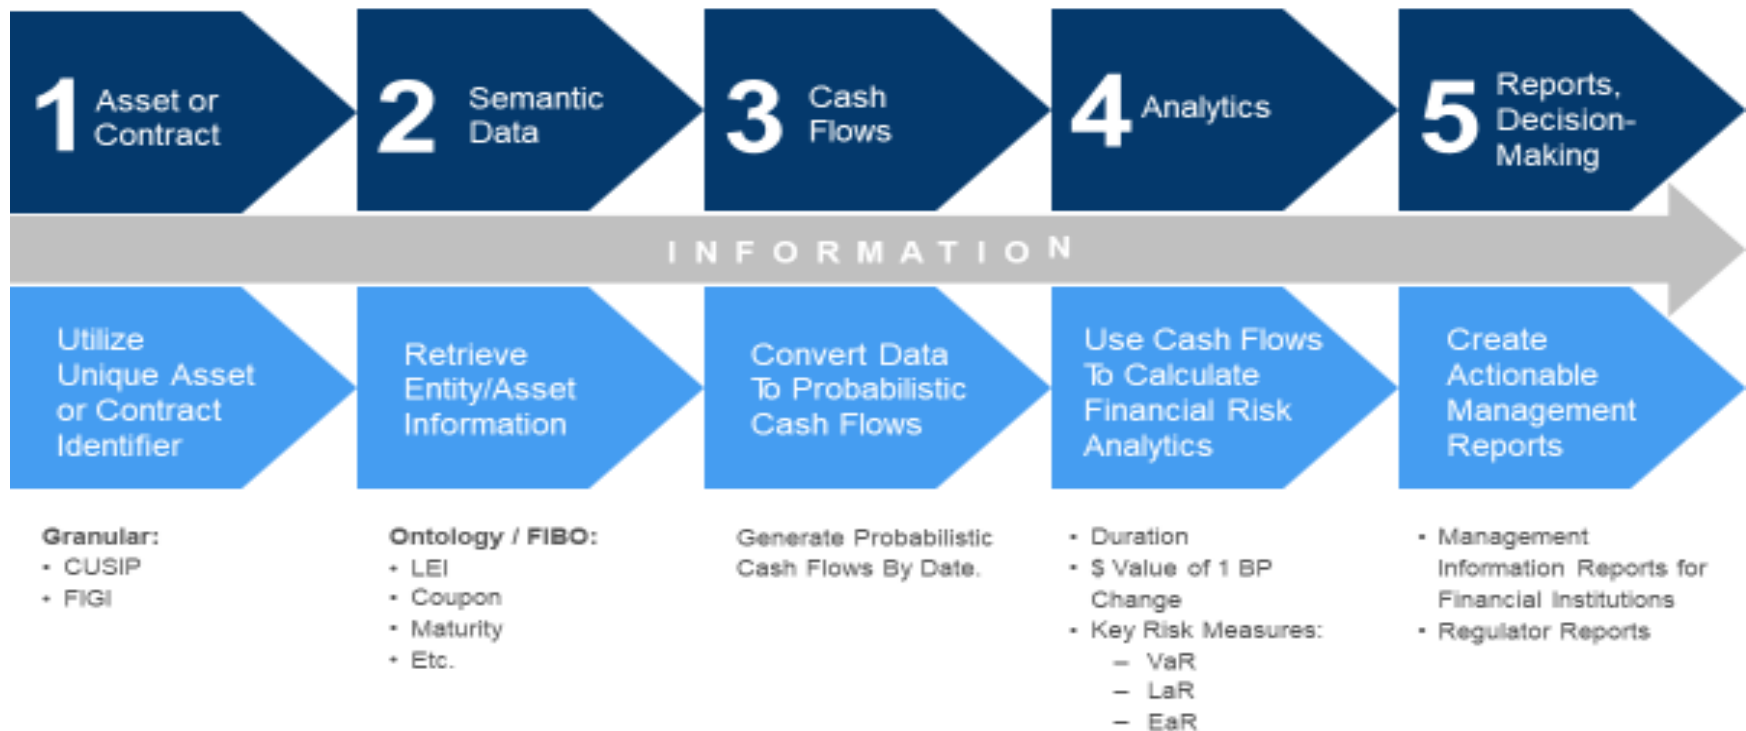 1
Asset or
Contract
2
Semantic
Data
3
Cash
Flows
4
Analytics
5
Reports,
Decision-
Making
INFORMATION
Utilize
Unique Asset
or Contract
Identifier
Retrieve
Entity/Asset
Information
Convert Data
To Probabilistic
Cash Flows
Use Cash Flows
To Calculate
Financial Risk
Analytics
Create
Actionable
Management
Reports
Granular:
• CUSIP
• FIGI
Ontology / FIBO:
• LEI
• Coupon
• Maturity
• Etc.
Generate Probabilistic
Cash Flows By Date.
• Duration
• $ Value of 1 BP
Change
• Key Risk Measures:
– VaR
– LaR
– EaR
• Management
Information Reports for
Financial Institutions
• Regulator Reports